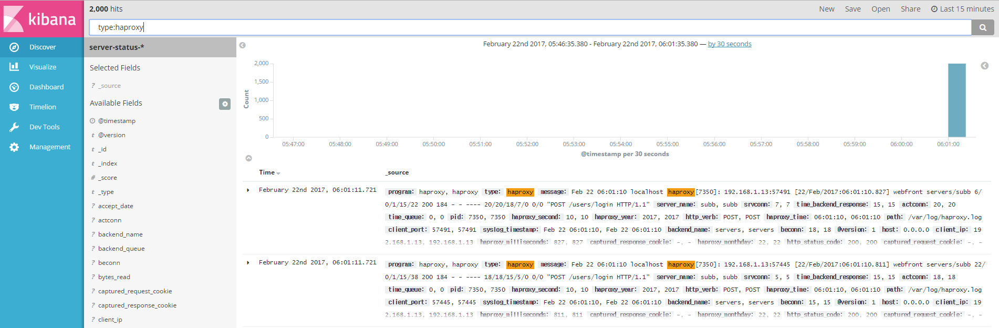 kibana
Discover
Visualize
Dashboard
Timelion
Dev Tools
Management
2,000 hits
New Save Open Share Last 15 minutes
type:haproxy
server-status-*
Selected Fields
? _source
Available Fields
@timestamp
t @version
t _id
t _index
# _score
t _type
? accept_date
? actconn
? backend_name
? backend_queue
? beconn
? bytes_read
? captured_request_cookie
? captured_response_cookie
? client_ip
February 22nd 2017, 05:46:35.380 - February 22nd 2017, 06:01:35.380 — by 30 seconds
Count
2,000
1,500
1,000
500
0
05:47:00 05:48:00 05:49:00 05:50:00 05:51:00 05:52:00 05:53:00 05:54:00 05:55:00 05:56:00 05:57:00 05:58:00 05:59:00 06:00:00 06:01:00
@timestamp per 30 seconds
Time _source
February 22nd 2017, 06:01:11.721
program: haproxy, haproxy type: haproxy message: Feb 22 06:01:10 localhost haproxy[7350]: 192.168.1.13:57491 [22/Feb/2017:06:01:10.827] webfront servers/subb 6/
0/1/15/22 200 184 - - ---- 20/20/18/7/0 0/0 "POST /users/login HTTP/1.1" server_name: subb, subb srvconn: 7, 7 time_backend_response: 15, 15 actconn: 20, 20
time_queue: 0, 0 pid: 7350, 7350 haproxy_second: 10, 10 haproxy_year: 2017, 2017 http_verb: POST, POST haproxy_time: 06:01:10, 06:01:10 path: /var/log/haproxy.log
client_port: 57491, 57491 syslog_timestamp: Feb 22 06:01:10, Feb 22 06:01:10 backend_name: servers, servers beconn: 18, 18 @version: 1 host: 0.0.0.0 client_ip: 19
2.168.1.13, 192.168.1.13 haproxy_milliseconds: 827, 827 captured_response_cookie: -, - haproxy_monthday: 22, 22 http_status_code: 200, 200 captured_request_cookie: -, -
February 22nd 2017, 06:01:11.721
program: haproxy, haproxy type: haproxy message: Feb 22 06:01:10 localhost haproxy[7350]: 192.168.1.13:57445 [22/Feb/2017:06:01:10.811] webfront servers/subb 22/
0/1/15/38 200 184 - - ---- 18/18/15/5/0 0/0 "POST /users/login HTTP/1.1" server_name: subb, subb srvconn: 5, 5 time_backend_response: 15, 15 actconn: 18, 18
time_queue: 0, 0 pid: 7350, 7350 haproxy_second: 10, 10 haproxy_year: 2017, 2017 http_verb: POST, POST haproxy_time: 06:01:10, 06:01:10 path: /var/log/haproxy.log
client_port: 57445, 57445 syslog_timestamp: Feb 22 06:01:10, Feb 22 06:01:10 backend_name: servers, servers beconn: 15, 15 @version: 1 host: 0.0.0.0 client_ip: 19
2.168.1.13, 192.168.1.13 haproxy_milliseconds: 811, 811 captured_response_cookie: -, - haproxy_monthday: 22, 22 http_status_code: 200, 200 captured_request_cookie: -, -